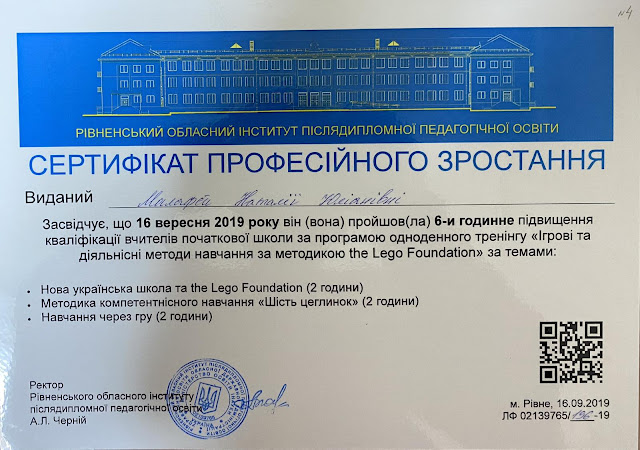 №4
РІВНЕНСЬКИЙ ОБЛАСНИЙ ІНСТИТУТ ПІСЛЯДИПЛОМНОЇ ПЕДАГОГІЧНОЇ ОСВІТИ
СЕРТИФІКАТ ПРОФЕСІЙНОГО ЗРОСТАННЯ
Виданий Наталії
Засвідчує, що 16 вересня 2019 року він (вона) пройшов(ла) 6-и годинне підвищення
кваліфікації вчителів початкової школи за програмою одноденного тренінгу «Ігрові та
діяльнісні методи навчання за методикою the Lego Foundation» за темами:
• Нова українська школа та the Lego Foundation (2 години)
• Методика компетентнісного навчання «Шість цеглинок» (2 години)
• Навчання через гру (2 години)
Ректор
Рівненського обласного інституту
післядипломної педагогічної освіти
А.Л. Черній
м. Рівне, 16.09.2019
ЛФ 02139765/196-19